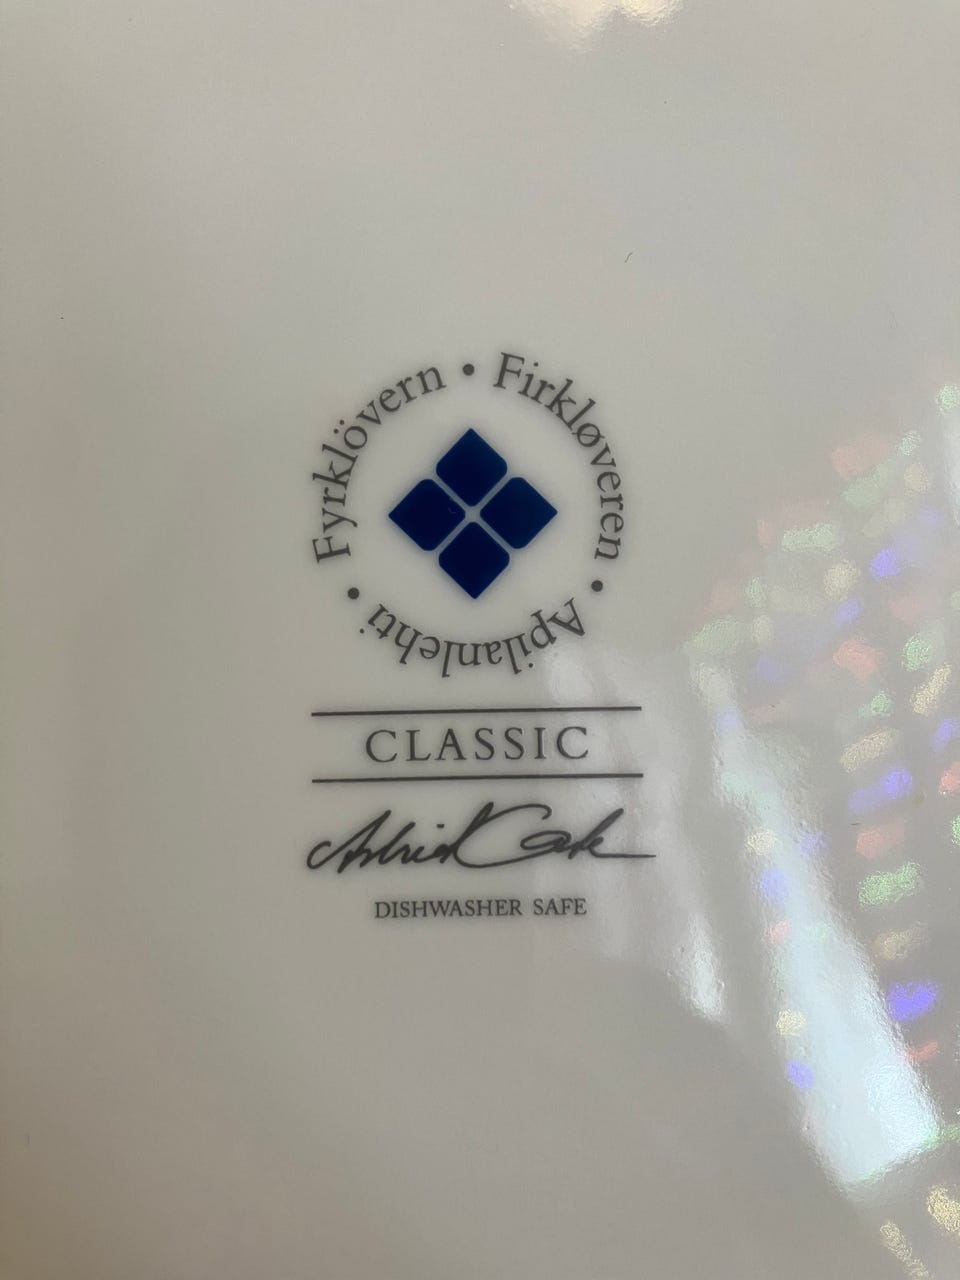 Fyrklövern • Firkløveren • Apilanlehti •
CLASSIC
DISHWASHER SAFE